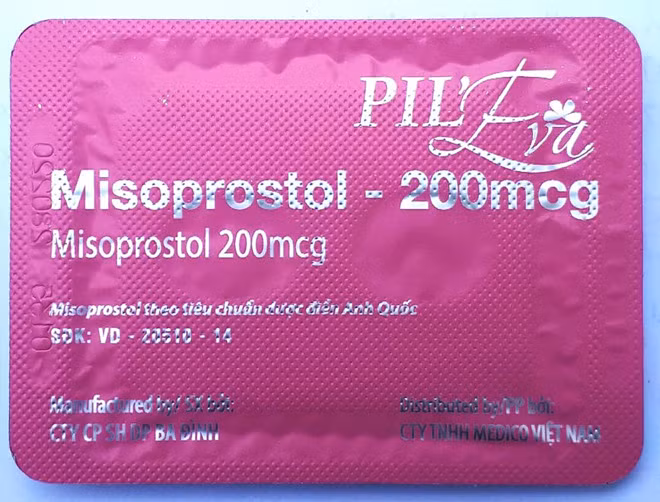 PIL'Eva
Misoprostol - 200mcg
Misoprostol 200mcg
Misoprostol theo tiêu chuẩn dược điển Anh Quốc
SĐK: VD - 20510 - 14
Manufactured by/ SX bởi:
CTY CP SH DP BA ĐÌNH
Distributed by/PP bởi:
CTY TNHH MEDICO VIỆT NAM